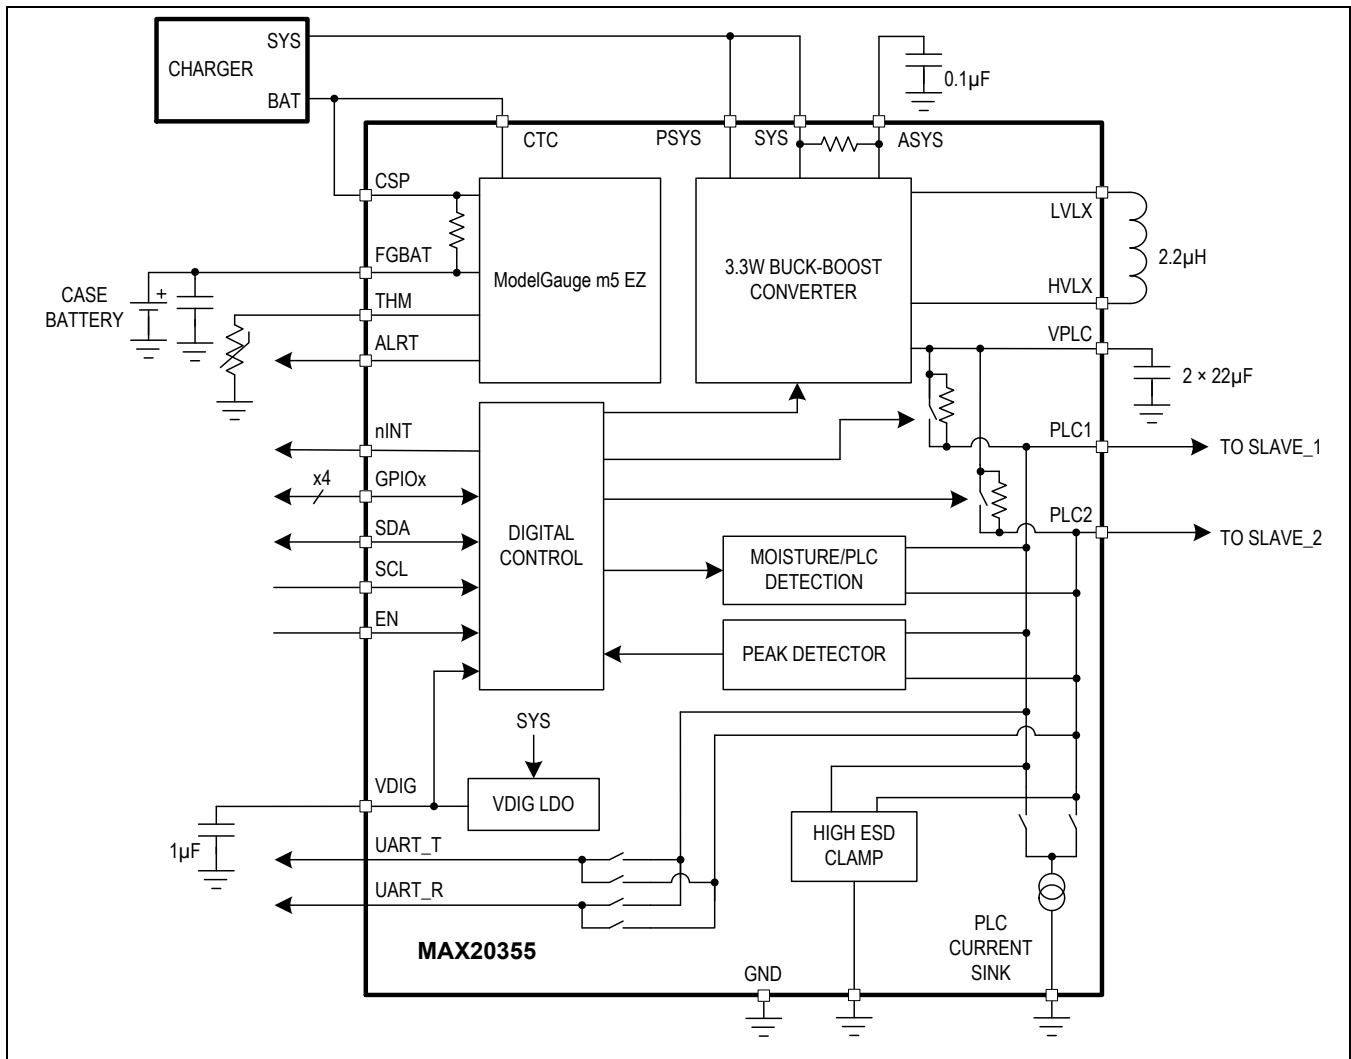 SYS
CHARGER
BAT
0.1µF
CTC
PSYS
SYS
ASYS
CSP
LVLX
FGBAT
ModelGauge m5 EZ
3.3W BUCK-BOOST
CONVERTER
2.2µH
CASE
BATTERY
+
THM
HVLX
ALRT
VPLC
2 × 22µF
nINT
PLC1
TO SLAVE_1
x4
GPIOx
SDA
DIGITAL
CONTROL
PLC2
TO SLAVE_2
SCL
MOISTURE/PLC
DETECTION
EN
PEAK DETECTOR
SYS
VDIG
VDIG LDO
1µF
UART_T
HIGH ESD
CLAMP
UART_R
PLC
CURRENT
SINK
MAX20355
GND